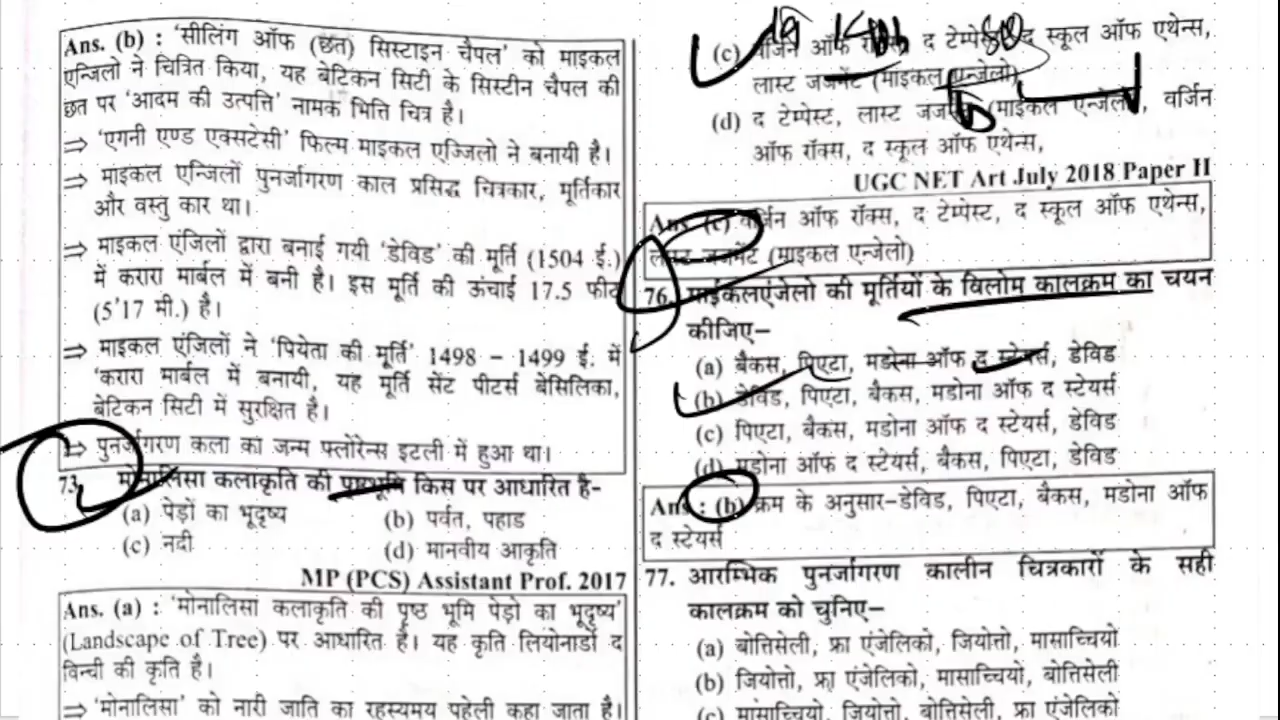 Ans. (b) : 'सीलिंग ऑफ (छत) सिस्टाइन चैपल' को माइकल
एन्जिलो ने चित्रित किया, यह बेटिकन सिटी के सिस्टीन चैपल की
छत पर 'आदम की उत्पत्ति' नामक भित्ति चित्र है।
⇒ 'एगनी एण्ड एक्सटेसी' फिल्म माइकल एञ्जिलो ने बनायी है।
⇒ माइकल एन्जिलों पुनर्जागरण काल प्रसिद्ध चित्रकार, मूर्तिकार
और वस्तु कार था।
⇒ माइकल एंजिलों द्वारा बनाई गयी 'डेविड' की मूर्ति (1504 ई.)
में करारा मार्बल में बनी है। इस मूर्ति की ऊंचाई 17.5 फीट
(5'17 मी.) है।
⇒ माइकल एंजिलों ने 'पियेता की मूर्ति' 1498 – 1499 ई. में
'करारा मार्बल में बनायी, यह मूर्ति सेंट पीटर्स बेसिलिका,
बेटिकन सिटी में सुरक्षित है।
⇒ पुनर्जागरण कला का जन्म फ्लोरेन्स इटली में हुआ था।
73. मोनालिसा कलाकृति की पृष्ठभूमि किस पर आधारित है-
(a) पेड़ों का भूदृष्य (b) पर्वत, पहाड
(c) नदी (d) मानवीय आकृति
MP (PCS) Assistant Prof. 2017
Ans. (a) : 'मोनालिसा कलाकृति की पृष्ठ भूमि पेड़ो का भूदृष्य'
(Landscape of Tree) पर आधारित है। यह कृति लियोनार्डो द
विन्ची की कृति है।
⇒ 'मोनालिसा' को नारी जाति का रहस्यमय पहेली कहा जाता है।
(c) वर्जिन ऑफ द टेम्पेस्ट, द स्कूल ऑफ एथेन्स,
लास्ट जजमेंट (माइकल एन्जेलो)
(d) द टेम्पेस्ट, लास्ट (माईकल एन्जेलो), वर्जिन
ऑफ रॉक्स, द स्कूल ऑफ एथेन्स,
UGC NET Art July 2018 Paper II
Ans. (c) वर्जिन ऑफ रॉक्स, द टेम्पेस्ट, द स्कूल ऑफ एथेन्स,
लास्ट जजमेंट (माइकल एन्जेलो)
76. माईकलएंजेलो की मूर्तियों के विलोम कालक्रम का चयन
कीजिए–
(a) बैकस, पिएटा, मडोना ऑफ द स्टेयर्स, डेविड
(b) डेविड, पिएटा, बैकस, मडोना ऑफ द स्टेयर्स
(c) पिएटा, बैकस, मडोना ऑफ द स्टेयर्स, डेविड
(d) मडोना ऑफ द स्टेयर्स, बैकस, पिएटा, डेविड
Ans : (b) क्रम के अनुसार-डेविड, पिएटा, बैकस, मडोना ऑफ
द स्टेयर्स
77. आरम्भिक पुनर्जागरण कालीन चित्रकारों के सही
कालक्रम को चुनिए–
(a) बोत्तिसेली, फ्रा एंजेलिको, जियोत्तो, मासाच्चियो
(b) जियोत्तो, फ्रा एंजेलिको, मासाच्चियो, बोत्तिसेली
(c) मांसाच्चियो, जियोत्तो, बोत्तिसेली, फ्रा एंजेलिको